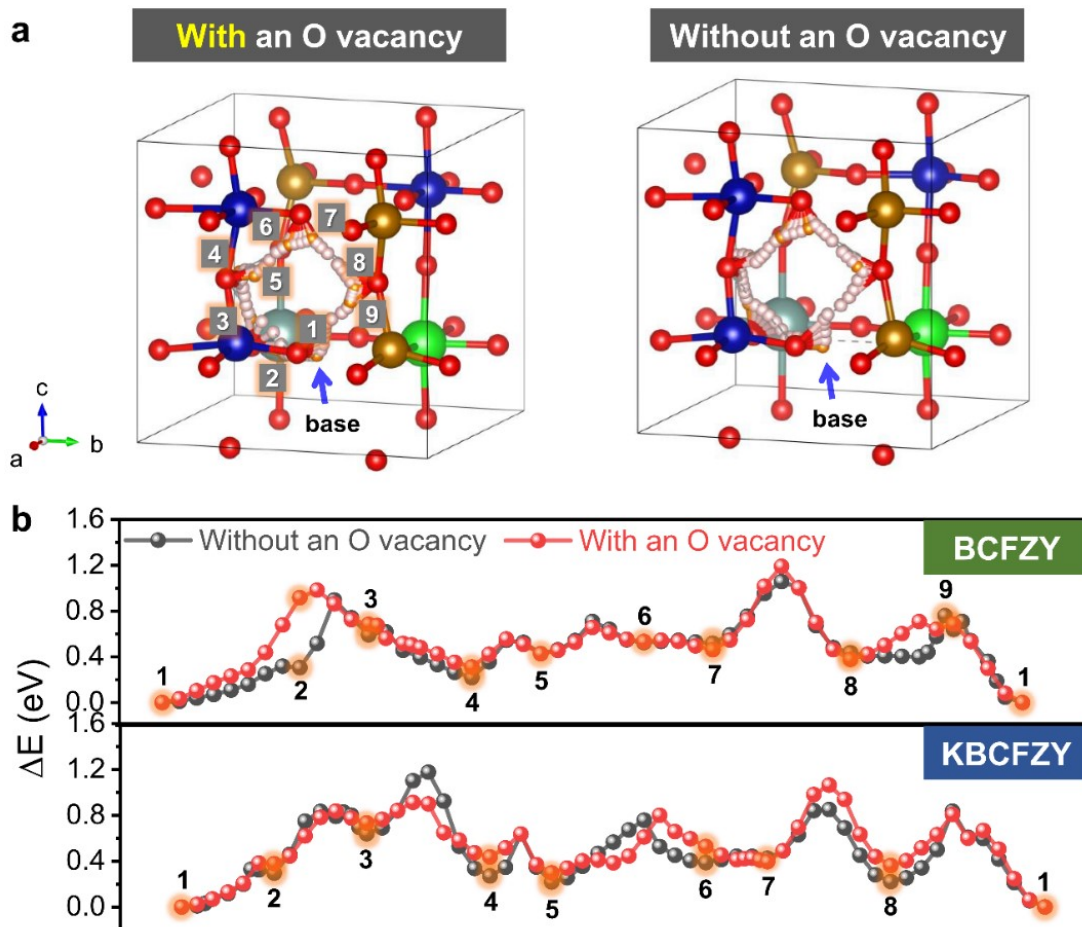 a
With an O vacancy
Without an O vacancy
6 7
4
5
8
3
1
9
2
base
base
c
b
a
b
1.6
1.2
0.8
0.4
0.0
1.6
1.2
0.8
0.4
0.0
ΔE (eV)
Without an O vacancy
With an O vacancy
BCFZY
1
2
3
4
5
6
7
8
9
1
KBCFZY
1
2
3
4
5
6
7
8
1